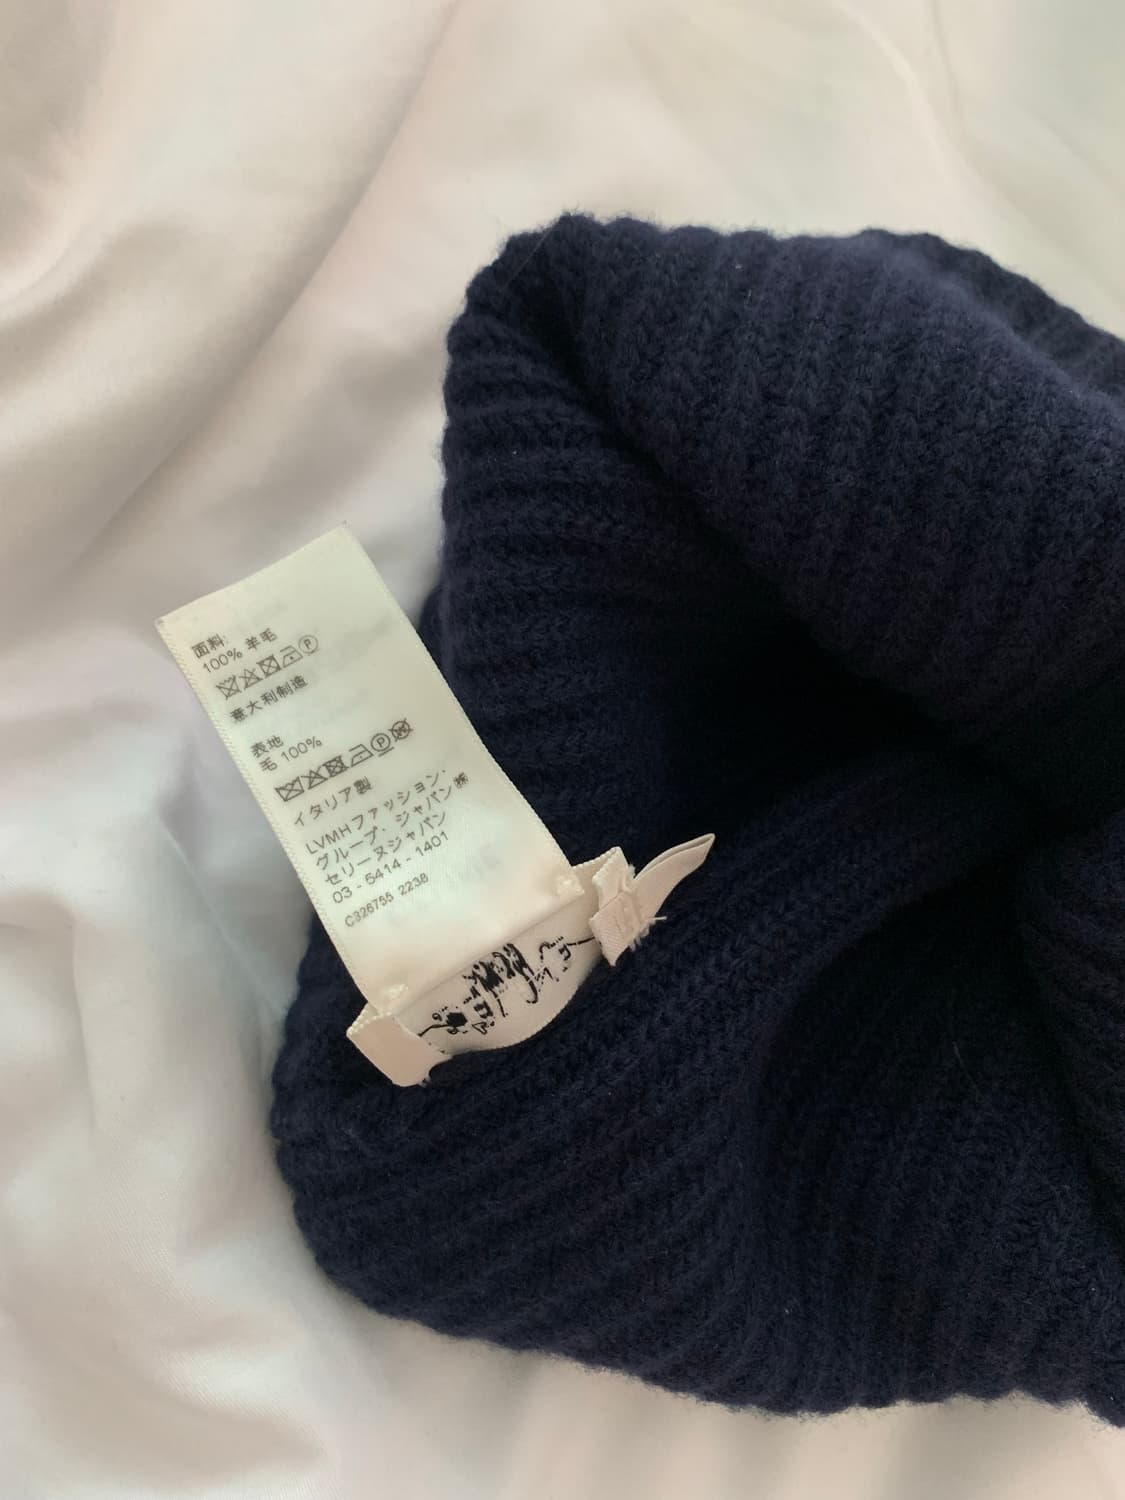 面料:
100% 羊毛
意大利制造
表地
毛 100%
イタリア製
LVMHファッション・
グループ・ジャパン㈱
セリーヌジャパン
03 - 5414 - 1401
C326755 2238